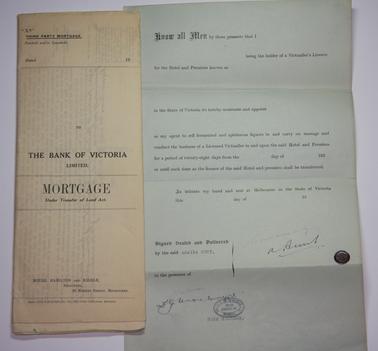 THIRD PARTY MORTGAGE.
Dated 19
TO
THE BANK OF VICTORIA
LIMITED.
MORTGAGE
Under Transfer of Land Act.
Solicitors,
Know all Men by these presents that I
being the holder of a Victualler's Licence
for the Hotel and Premises known as
in the State of Victoria do hereby nominate and appoint
as my agent to sell fermented and spirituous liquors in and carry on manage and
conduct the business of a Licensed Victualler in and upon the said Hotel and Premises
for a period of twenty-eight days from the day of 192
or until such time as the licence of the said Hotel and premises shall be transferred.
As witness my hand and seal at Melbourne in the State of Victoria
this day of 19
Signed Sealed and Delivered
by the said
in the presence of